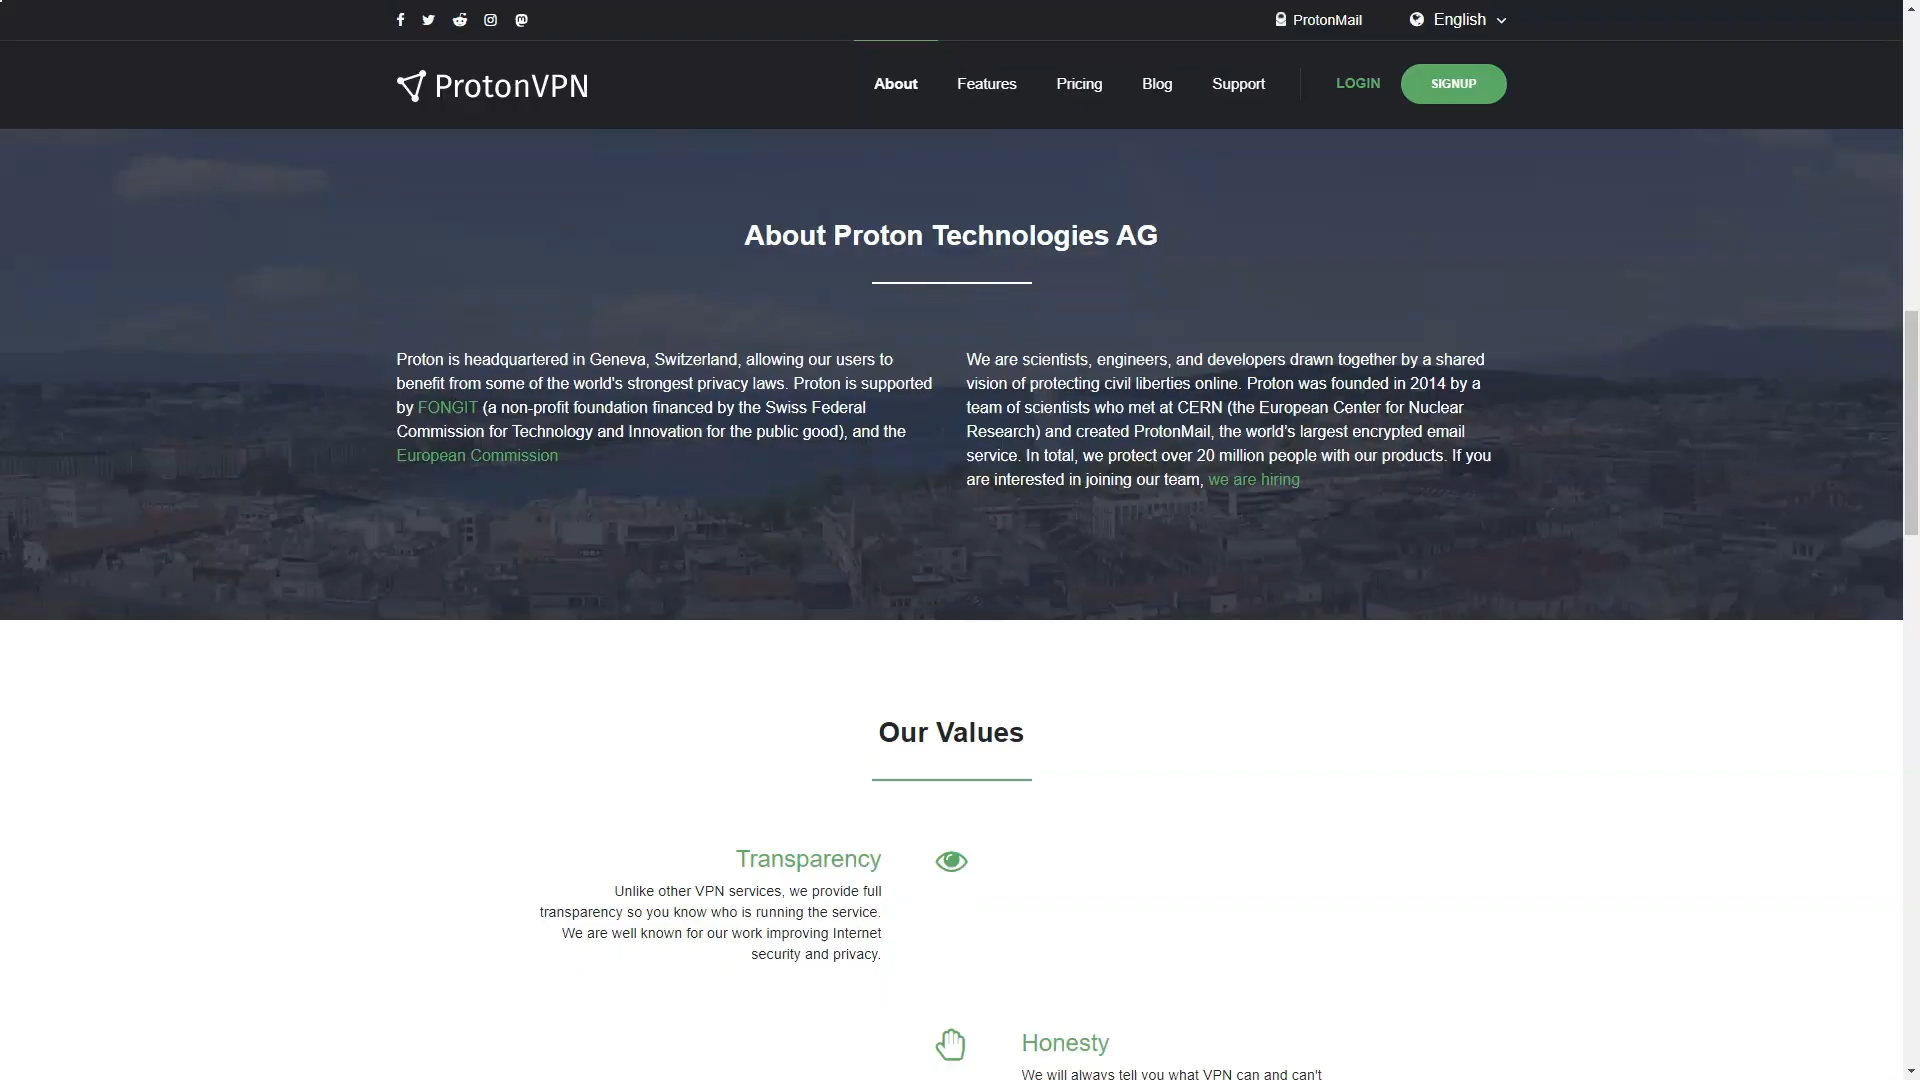 ProtonMail
English
ProtonVPN
About
Features
Pricing
Blog
Support
LOGIN
SIGNUP
About Proton Technologies AG
Proton is headquartered in Geneva, Switzerland, allowing our users to
benefit from some of the world's strongest privacy laws. Proton is supported
by FONGIT (a non-profit foundation financed by the Swiss Federal
Commission for Technology and Innovation for the public good), and the
European Commission
We are scientists, engineers, and developers drawn together by a shared
vision of protecting civil liberties online. Proton was founded in 2014 by a
team of scientists who met at CERN (the European Center for Nuclear
Research) and created ProtonMail, the world's largest encrypted email
service. In total, we protect over 20 million people with our products. If you
are interested in joining our team, we are hiring
Our Values
Transparency
Unlike other VPN services, we provide full
transparency so you know who is running the service.
We are well known for our work improving Internet
security and privacy.
Honesty
We will always tell you what VPN can and can't